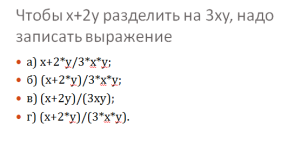 Чтобы x+2y разделить на 3xy, надо
записать выражение
• а) x+2*y/3*x*y;
• б) (x+2*y)/3*x*y;
• в) (x+2y)/(3xy);
• г) (x+2*y)/(3*x*y).